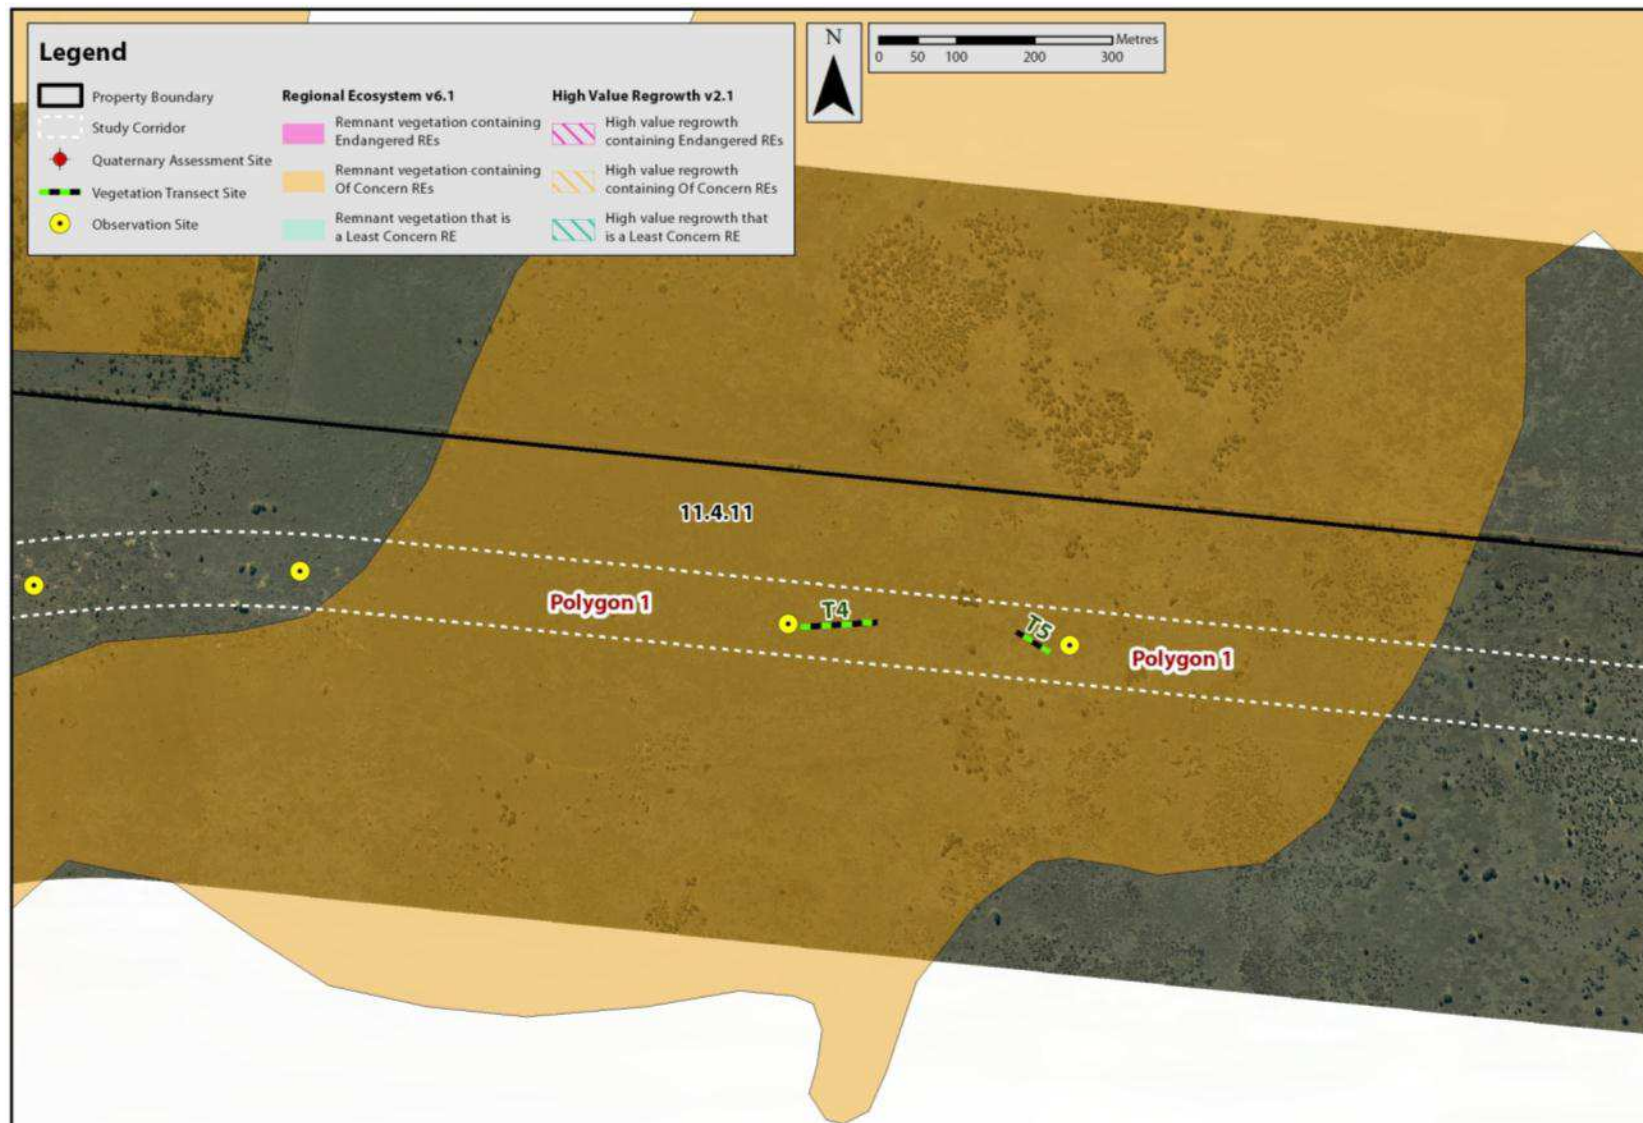 Legend
Property Boundary
Study Corridor
Quaternary Assessment Site
Vegetation Transect Site
Observation Site
Regional Ecosystem v6.1
Remnant vegetation containing
Endangered REs
Remnant vegetation containing
Of Concern REs
Remnant vegetation that is
a Least Concern RE
High Value Regrowth v2.1
High value regrowth
containing Endangered REs
High value regrowth
containing Of Concern REs
High value regrowth that
is a Least Concern RE
N
Metres
0 50 100 200 300
11.4.11
Polygon 1
T4
T5
Polygon 1